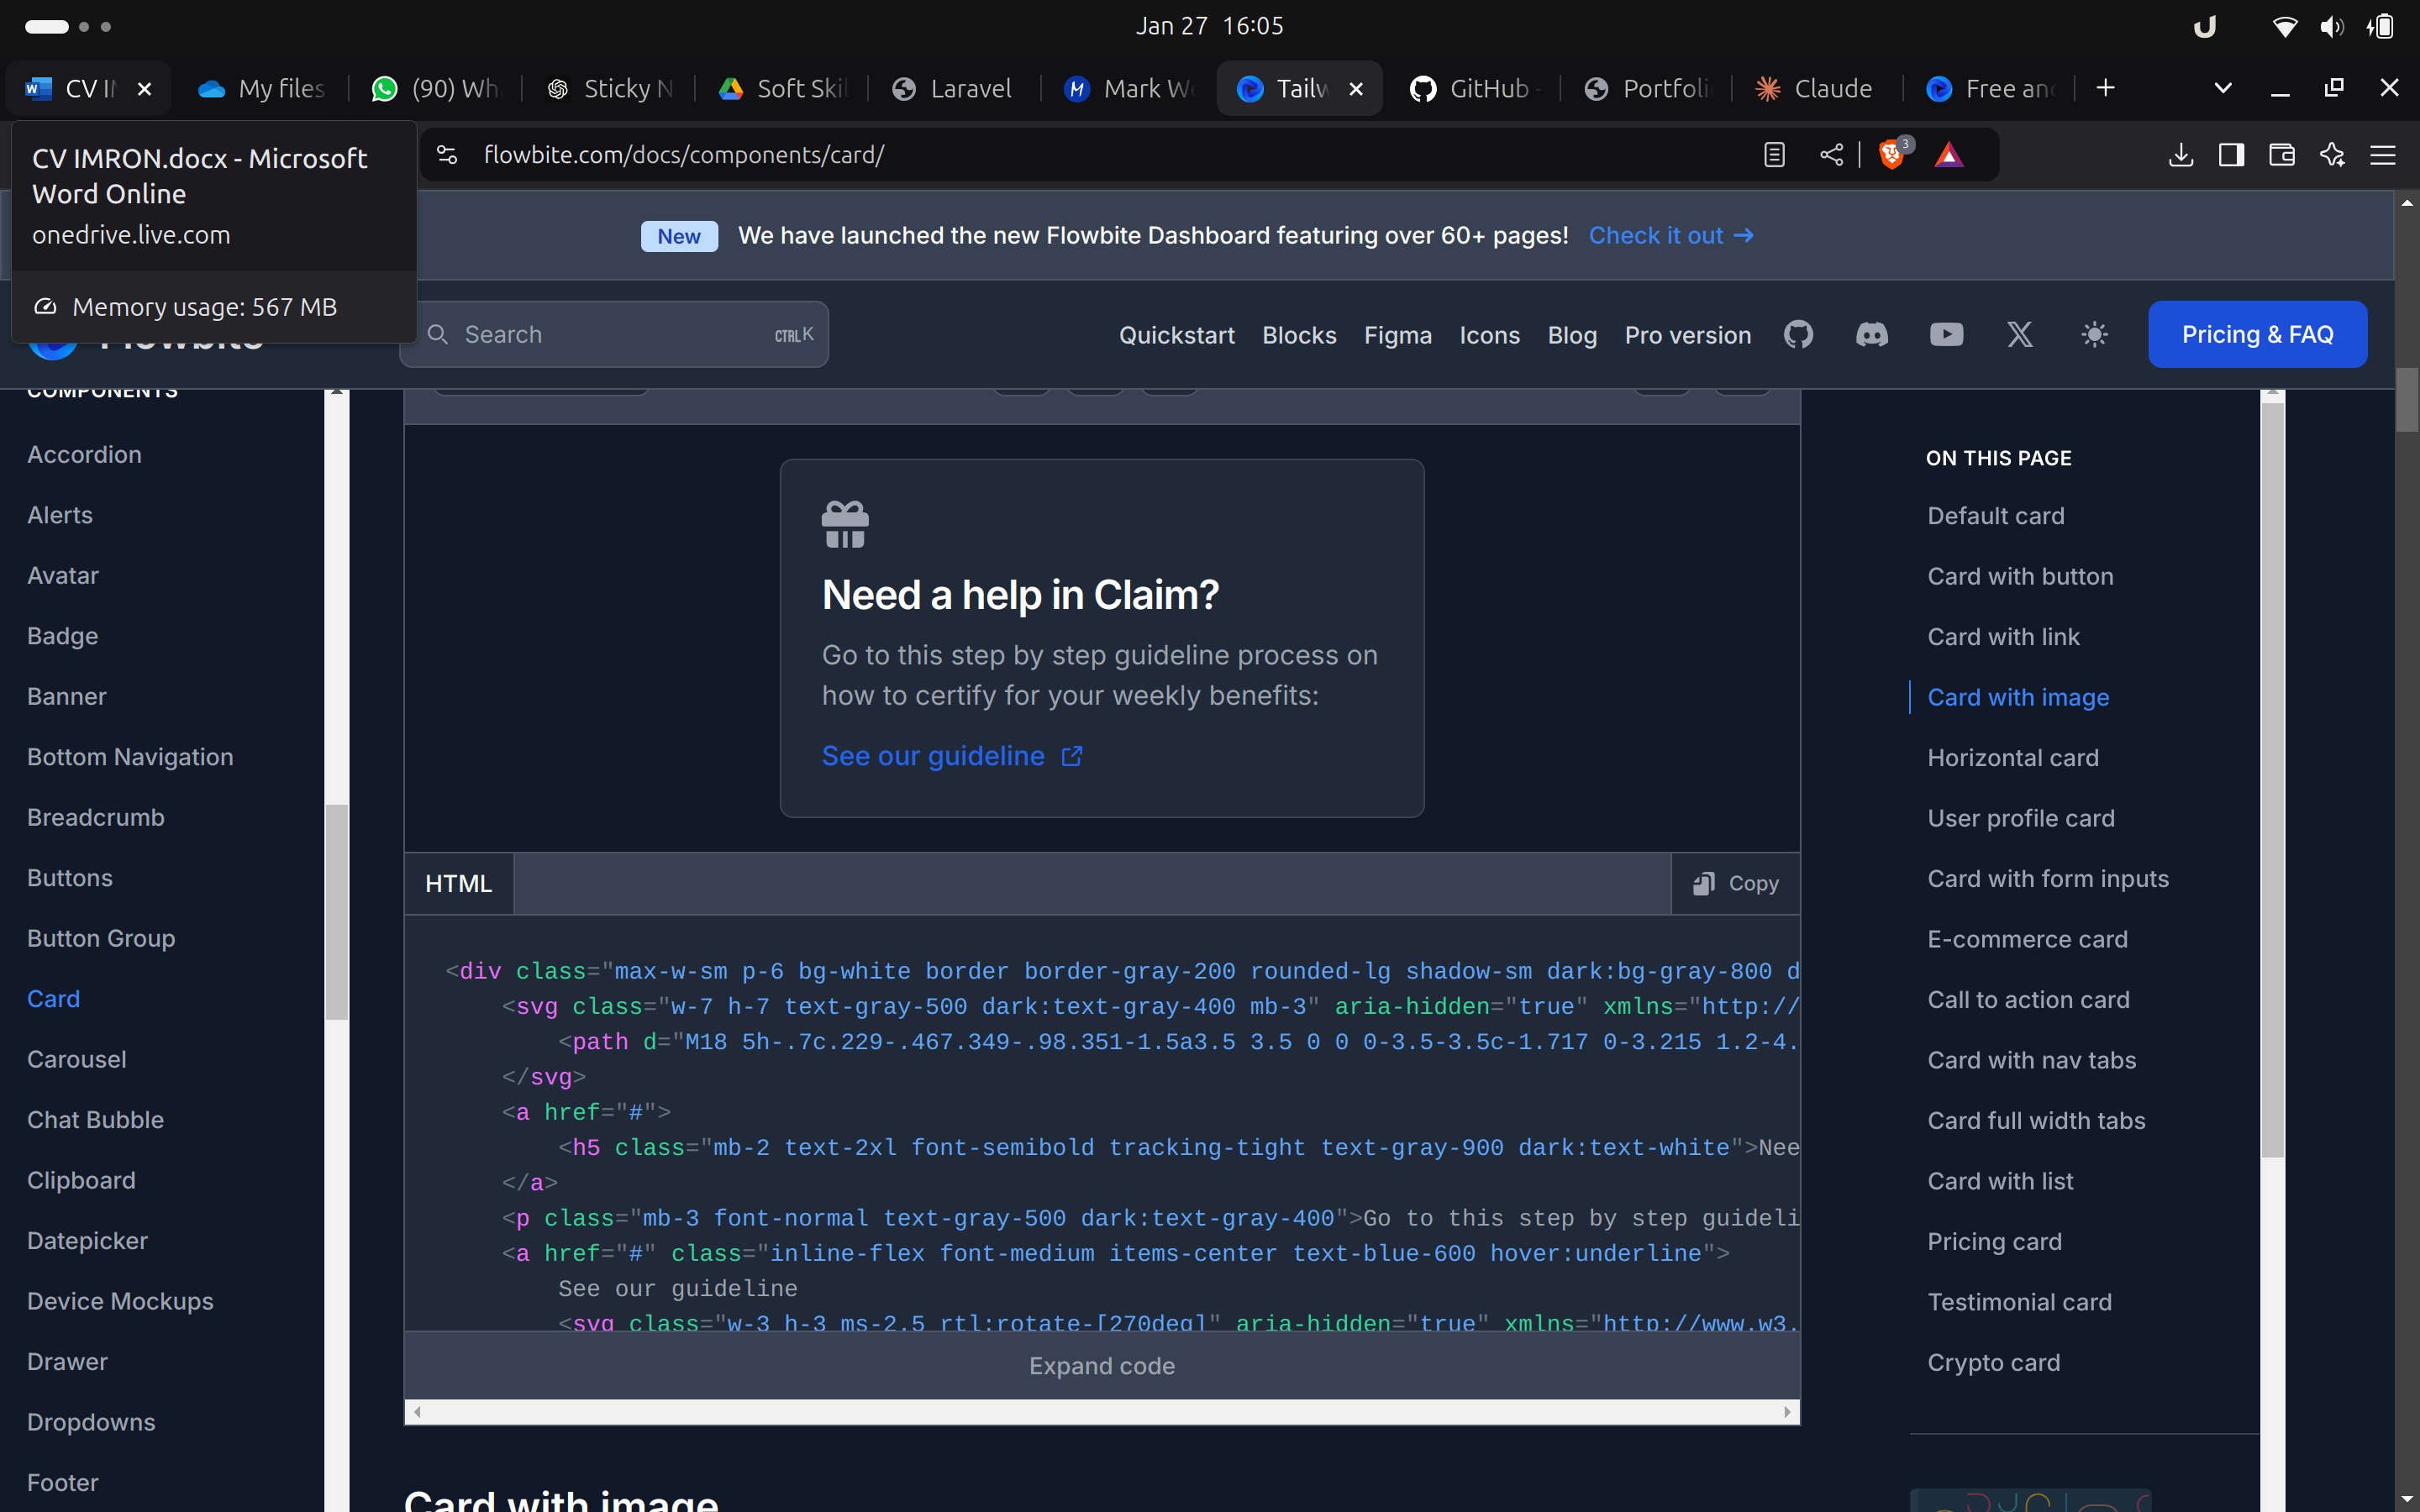 Jan 27 16:05
CV I
My files
(90) Wh
Sticky N
Soft Skil
Laravel
Mark We
Tailw
GitHub
Portfoli
Claude
Free and
CV IMRON.docx - Microsoft
Word Online
onedrive.live.com
Memory usage: 567 MB
flowbite.com/docs/components/card/
3
New We have launched the new Flowbite Dashboard featuring over 60+ pages! Check it out
Flowbite
Search
CTRL K
Quickstart
Blocks
Figma
Icons
Blog
Pro version
Pricing & FAQ
COMPONENTS
Accordion
Alerts
Avatar
Badge
Banner
Bottom Navigation
Breadcrumb
Buttons
Button Group
Card
Carousel
Chat Bubble
Clipboard
Datepicker
Device Mockups
Drawer
Dropdowns
Footer
Need a help in Claim?
Go to this step by step guideline process on
how to certify for your weekly benefits:
See our guideline
HTML
Copy
<div class="max-w-sm p-6 bg-white border border-gray-200 rounded-lg shadow-sm dark:bg-gray-800 d
<svg class="w-7 h-7 text-gray-500 dark:text-gray-400 mb-3" aria-hidden="true" xmlns="http://
<path d="M18 5h-.7c.229-.467.349-.98.351-1.5a3.5 3.5 0 0 0-3.5-3.5c-1.717 0-3.215 1.2-4.
</svg>
<a href="#">
<h5 class="mb-2 text-2xl font-semibold tracking-tight text-gray-900 dark:text-white">Nee
</a>
<p class="mb-3 font-normal text-gray-500 dark:text-gray-400">Go to this step by step guideli
<a href="#" class="inline-flex font-medium items-center text-blue-600 hover:underline">
See our guideline
<svg class="w-3 h-3 ms-2.5 rtl:rotate-[270deg]" aria-hidden="true" xmlns="http://www.w3.
Expand code
Card with image
ON THIS PAGE
Default card
Card with button
Card with link
Card with image
Horizontal card
User profile card
Card with form inputs
E-commerce card
Call to action card
Card with nav tabs
Card full width tabs
Card with list
Pricing card
Testimonial card
Crypto card